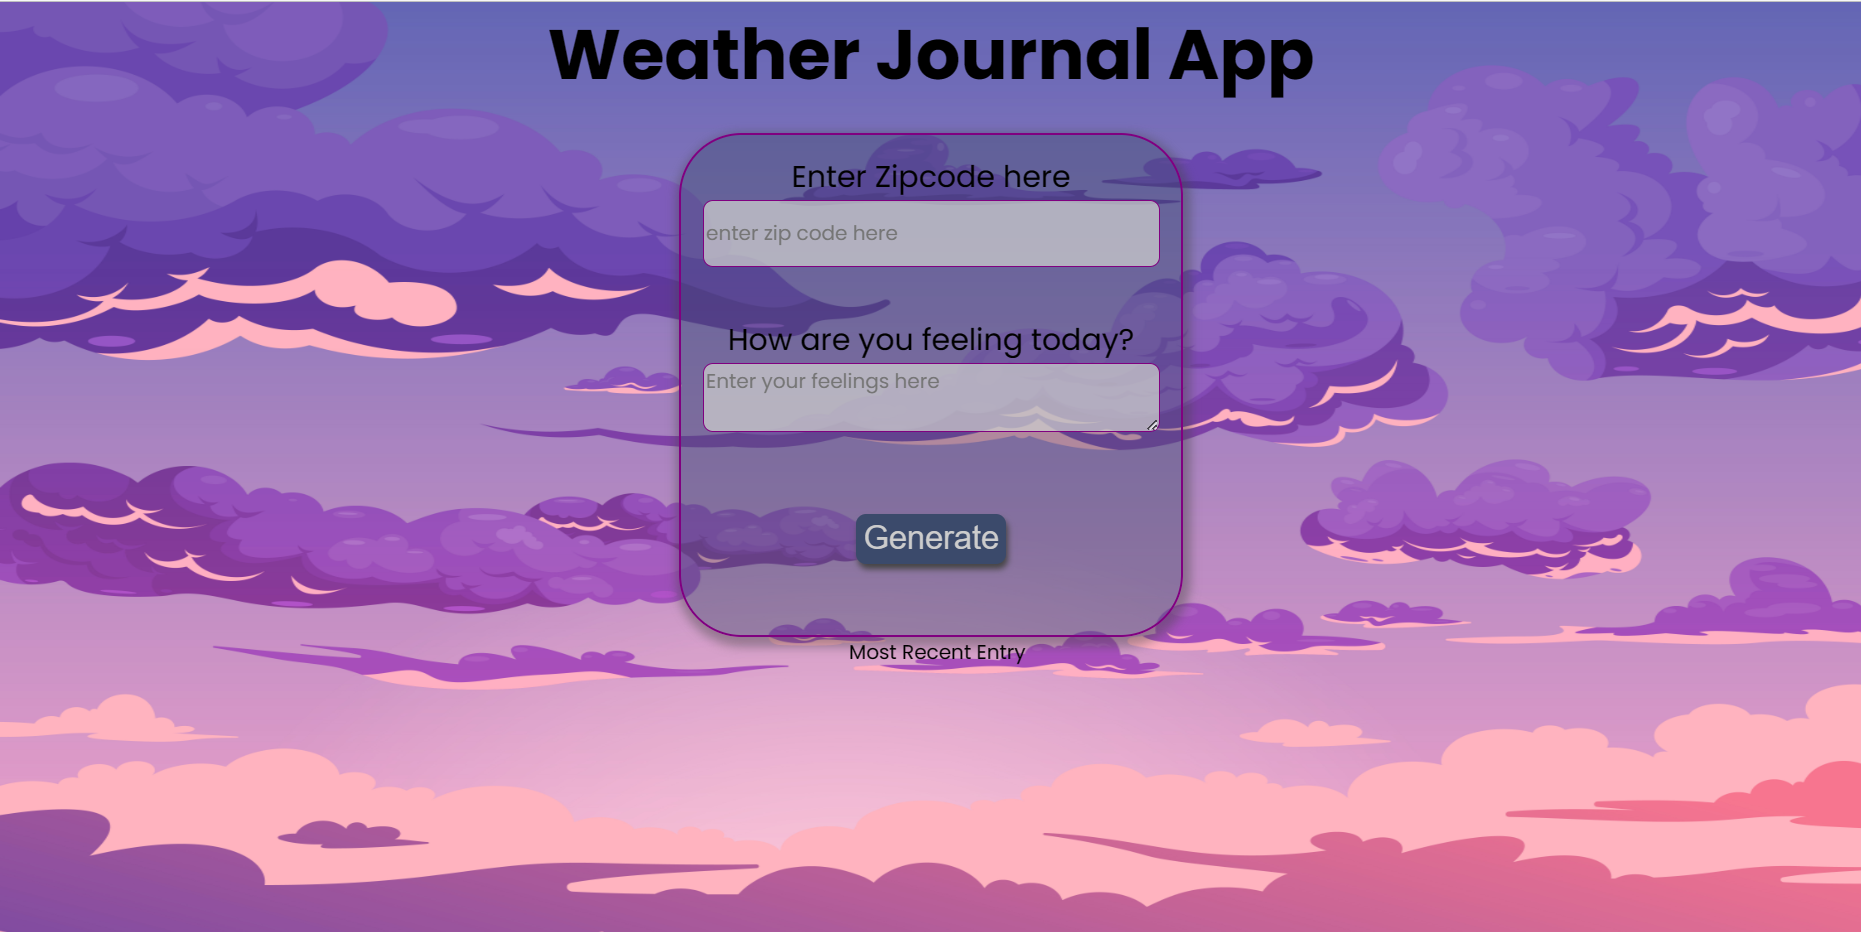 Weather Journal App
Enter Zipcode here
enter zip code here
How are you feeling today?
Enter your feelings here
Generate
Most Recent Entry